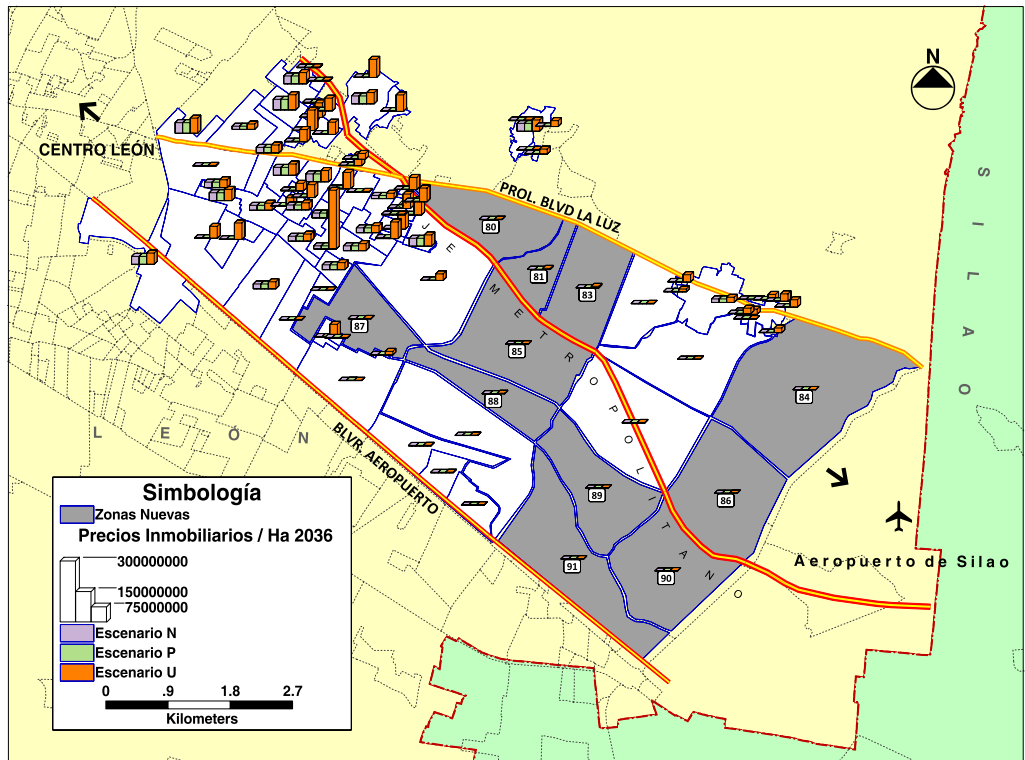 N
CENTRO LEÓN
PROL. BLVD LA LUZ
SILAO
EJE METROPOLITANO
80
81
83
87
85
84
88
LEÓN
BLVR. AEROPUERTO
89
86
91
90
Aeropuerto de Silao
Simbología
Zonas Nuevas
Precios Inmobiliarios / Ha 2036
300000000
150000000
75000000
Escenario N
Escenario P
Escenario U
0 .9 1.8 2.7
Kilometers